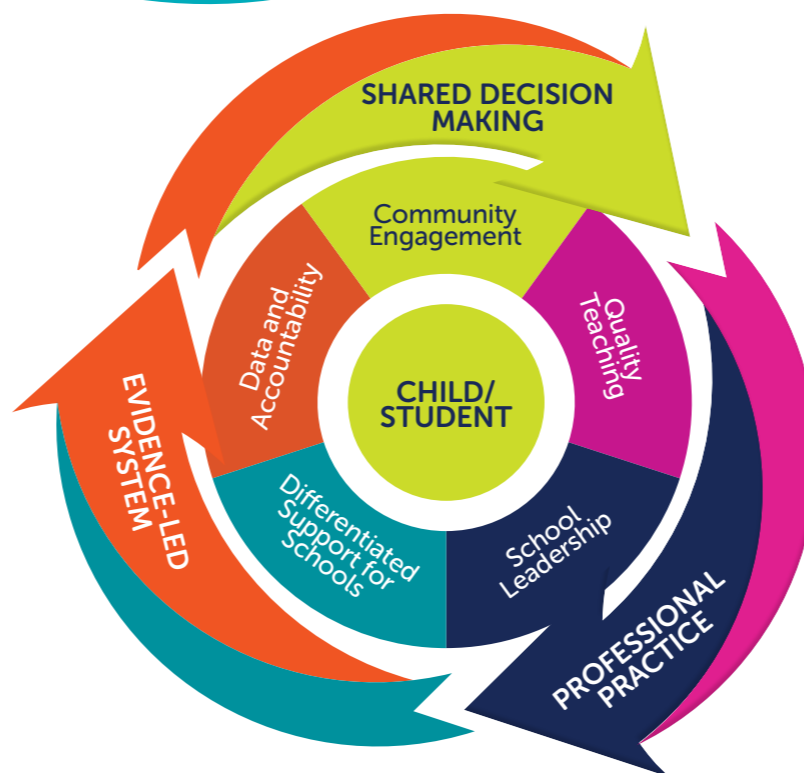 SHARED DECISION
MAKING
Community
Engagement
Quality
Teaching
Data and
Accountability
CHILD/
STUDENT
EVIDENCE-LED
SYSTEM
Differentiated
Support for
Schools
School
Leadership
PROFESSIONAL
PRACTICE